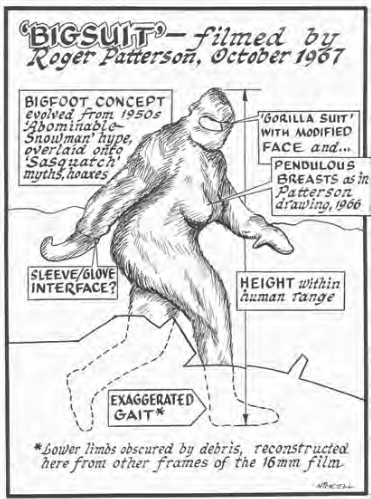 'BIGSUIT'—filmed by
Roger Patterson, October 1967
BIGFOOT CONCEPT
evolved from 1950s
'Abominable-
Snowman' hype,
overlaid onto
'Sasquatch'
myths, hoaxes
'GORILLA SUIT'
WITH MODIFIED
FACE and...
PENDULOUS
BREASTS as in
Patterson
drawing, 1966
SLEEVE/GLOVE
INTERFACE?
HEIGHT within
human range
EXAGGERATED
GAIT*
*Lower limbs obscured by debris, reconstructed
here from other frames of the 16mm film
NICKELL